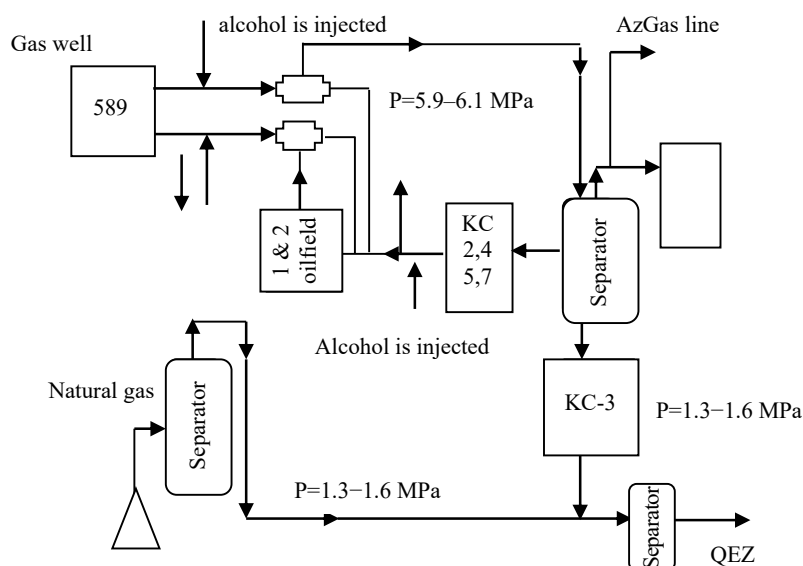 alcohol is injected
AzGas line
Gas well
589
P=5.9–6.1 MPa
1 & 2
oilfield
KC
2,4
5,7
Separator
Alcohol is injected
Natural gas
Separator
KC-3
P=1.3−1.6 MPa
P=1.3−1.6 MPa
Separator
QEZ